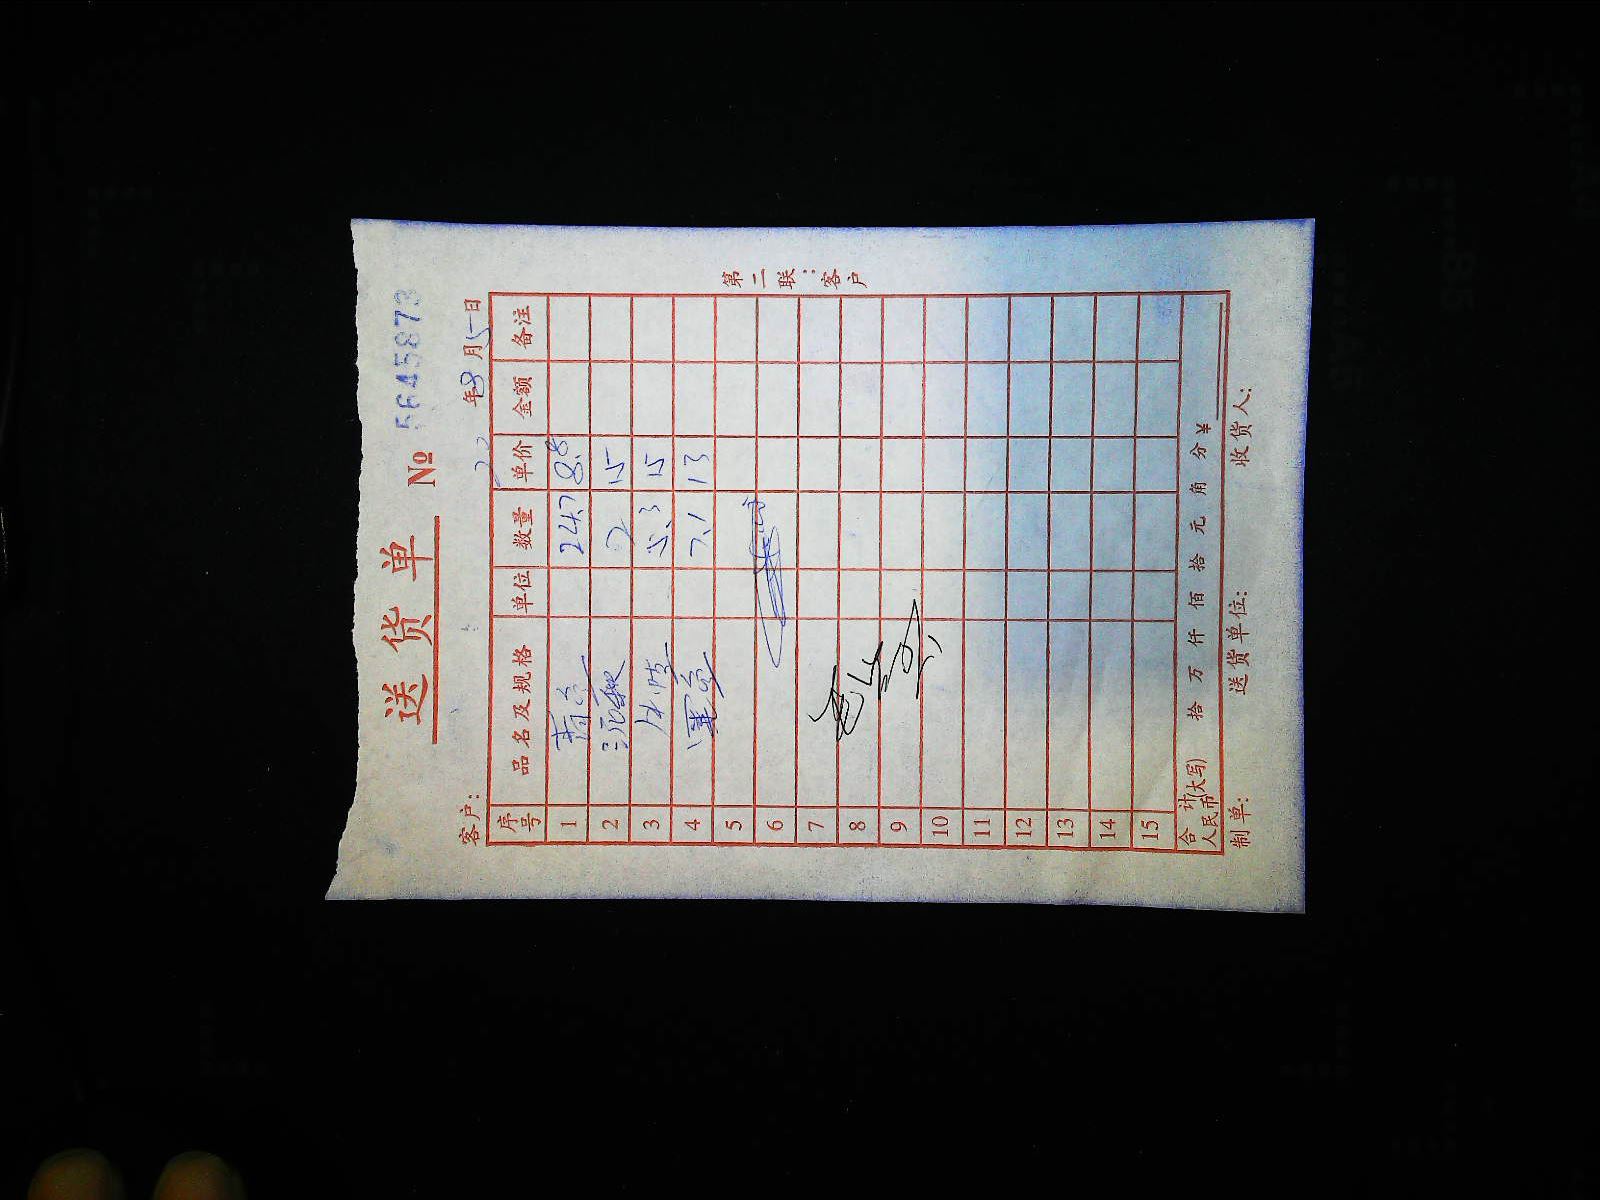 送货单
No 5645873
客户: 22年8月5日
序号 品名及规格 单位 数量 单价 金额 备注
1 24.7 8.8
2 2 15
3 5.3 15
4 7.1 13
5
6
7
8
9
10
11
12
13
14
15
合计人民币(大写) 拾 万 仟 佰 拾 元 角 分 ¥
制单: 送货单位: 收货人:
第二联:客户